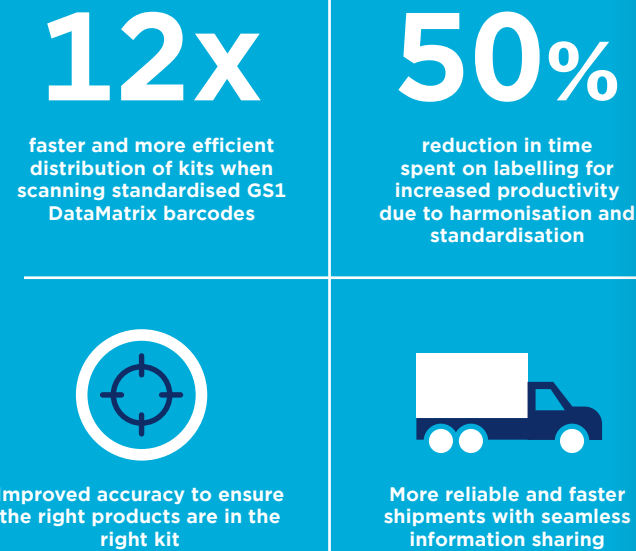 12x
faster and more efficient
distribution of kits when
scanning standardised GS1
DataMatrix barcodes
50%
reduction in time
spent on labelling for
increased productivity
due to harmonisation and
standardisation
Improved accuracy to ensure
the right products are in the
right kit
More reliable and faster
shipments with seamless
information sharing